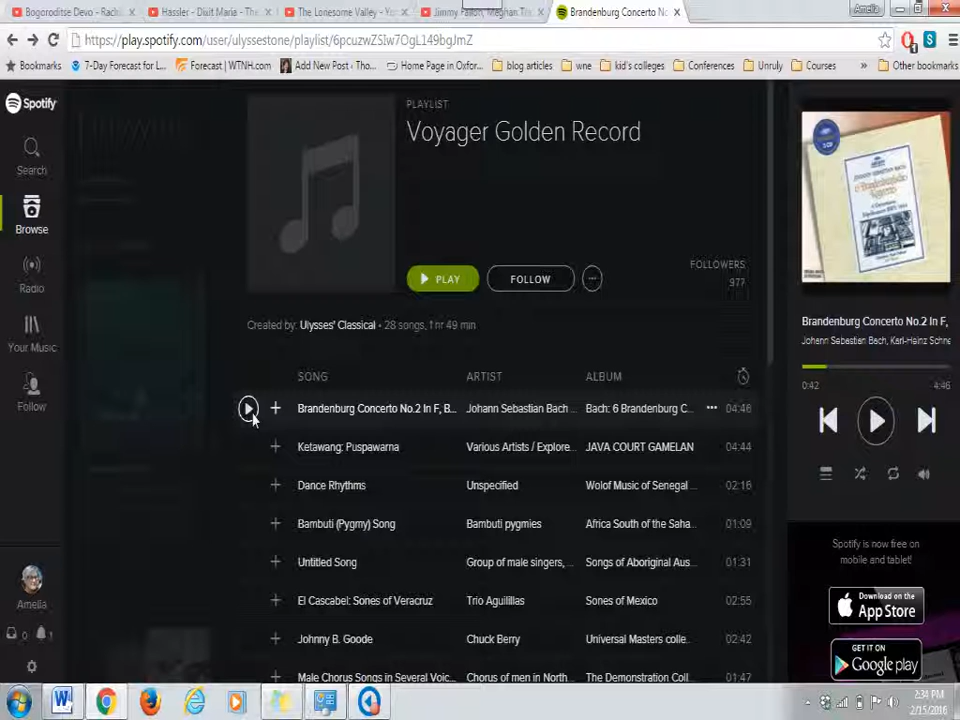 Bogoroditse Devo - Rach
Hassler - Dixit Maria - The
The Lonesome Valley - Yo
Jimmy Fallon, Meghan Tr
Brandenburg Concerto No
Amelia
https://play.spotify.com/user/ulyssestone/playlist/6pcuzwZSiw7OgL149bgJmZ
Bookmarks
7-Day Forecast for L...
Forecast | WTNH.com
Add New Post ‹ Tho...
Home Page in Oxfor...
blog articles
wne
kid's colleges
Conferences
Unruly
Courses
»
Other bookmarks
Spotify
Search
Browse
Radio
Your Music
Follow
Amelia
0
1
PLAYLIST
Voyager Golden Record
PLAY
FOLLOW
FOLLOWERS
977
Created by: Ulysses' Classical • 28 songs, 1 hr 49 min
SONG ARTIST ALBUM
Brandenburg Concerto No.2 In F, B... Johann Sebastian Bach... Bach: 6 Brandenburg C... ••• 04:46
Ketawang: Puspawarna Various Artists / Explore... JAVA COURT GAMELAN 04:44
Dance Rhythms Unspecified Wolof Music of Senegal... 02:16
Bambuti (Pygmy) Song Bambuti pygmies Africa South of the Saha... 01:09
Untitled Song Group of male singers,... Songs of Aboriginal Aus... 01:31
El Cascabel: Sones of Veracruz Trio Aguilillas Sones of Mexico 02:55
Johnny B. Goode Chuck Berry Universal Masters colle... 02:42
Male Chorus Songs in Several Voic... Chorus of men in North... The Demonstration Coll... 01:47
Brandenburg Concerto No.2 In F,
Johann Sebastian Bach, Karl-Heinz Schne
0:42 4:46
Spotify is now free on
mobile and tablet!
Download on the
App Store
GET IT ON
Google play
2:34 PM
2/15/2016